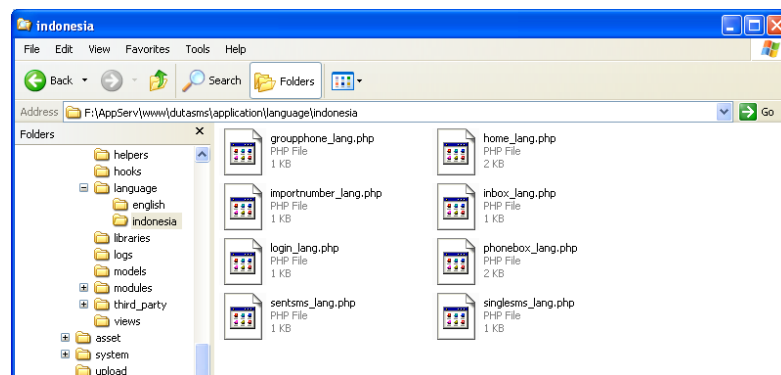 indonesia
File Edit View Favorites Tools Help
Back Search Folders
Address F:\AppServ\www\dutasms\application\language\indonesia Go
Folders x
helpers
hooks
language
english
indonesia
libraries
logs
models
modules
third_party
views
asset
system
upload
groupphone_lang.php
PHP File
1 KB
home_lang.php
PHP File
2 KB
importnumber_lang.php
PHP File
1 KB
inbox_lang.php
PHP File
1 KB
login_lang.php
PHP File
1 KB
phonebox_lang.php
PHP File
2 KB
sentsms_lang.php
PHP File
1 KB
singlesms_lang.php
PHP File
1 KB